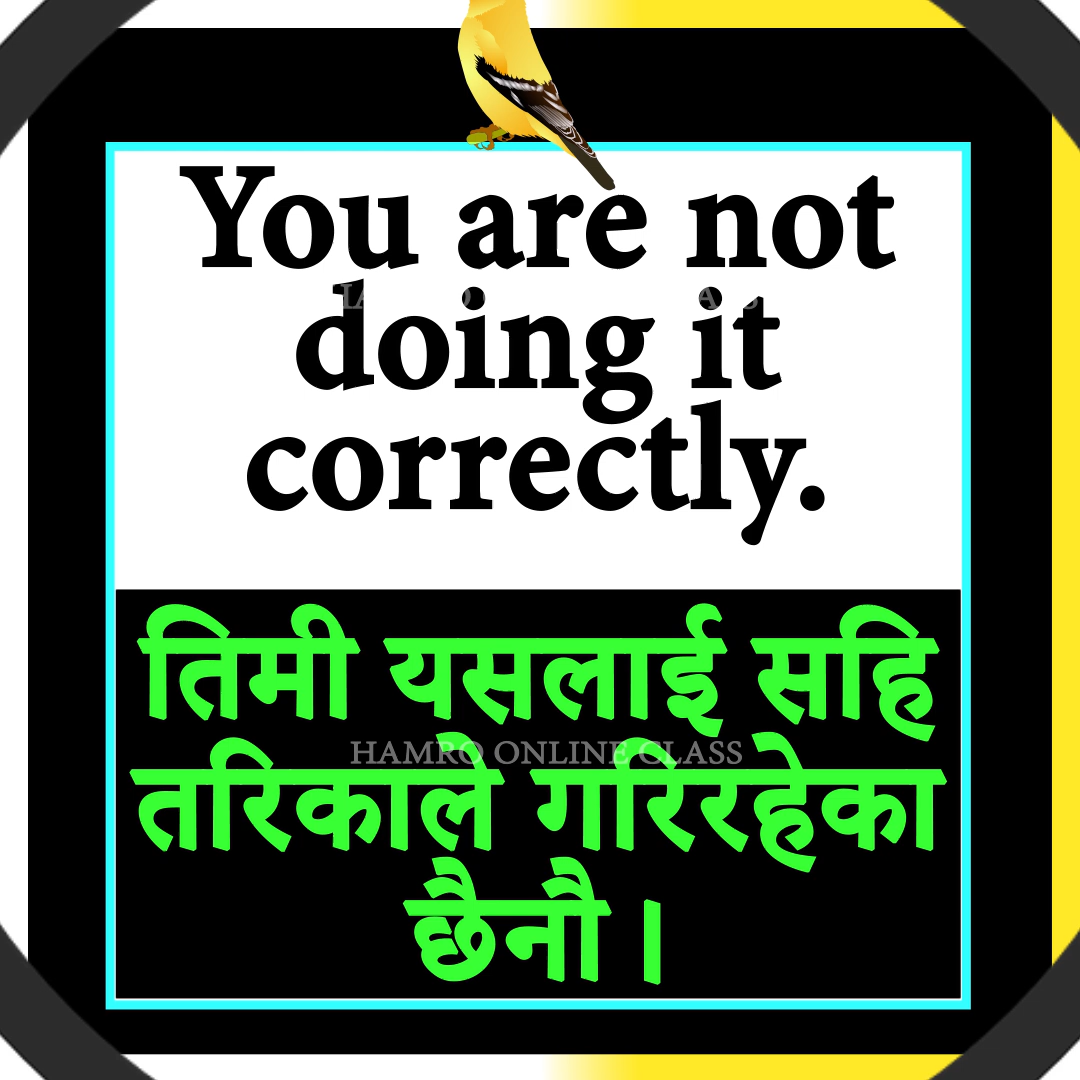 You are not
doing it
correctly.
तिमी यसलाई सहि
HAMRO ONLINE CLASS
तरिकाले गरिरहेका
छैनौ ।